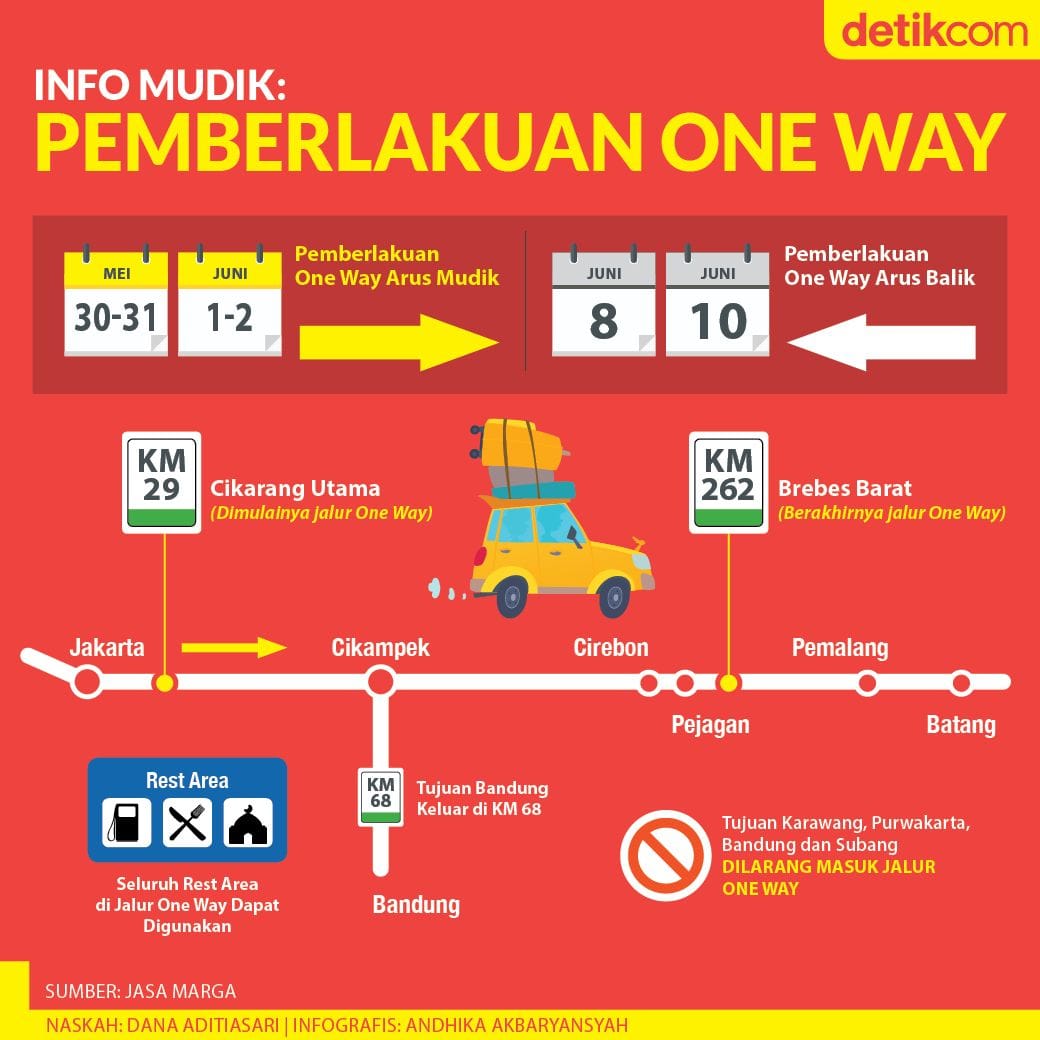 detikcom
INFO MUDIK:
PEMBERLAKUAN ONE WAY
MEI
30-31
JUNI
1-2
Pemberlakuan
One Way Arus Mudik
JUNI
8
JUNI
10
Pemberlakuan
One Way Arus Balik
KM
29
Cikarang Utama
(Dimulainya jalur One Way)
KM
262
Brebes Barat
(Berakhirnya jalur One Way)
Jakarta
Cikampek
Cirebon
Pemalang
Pejagan
Batang
Rest Area
Seluruh Rest Area
di Jalur One Way Dapat
Digunakan
KM
68
Tujuan Bandung
Keluar di KM 68
Bandung
Tujuan Karawang, Purwakarta,
Bandung dan Subang
DILARANG MASUK JALUR
ONE WAY
SUMBER: JASA MARGA
NASKAH: DANA ADITIASARI | INFOGRAFIS: ANDHIKA AKBARYANSYAH